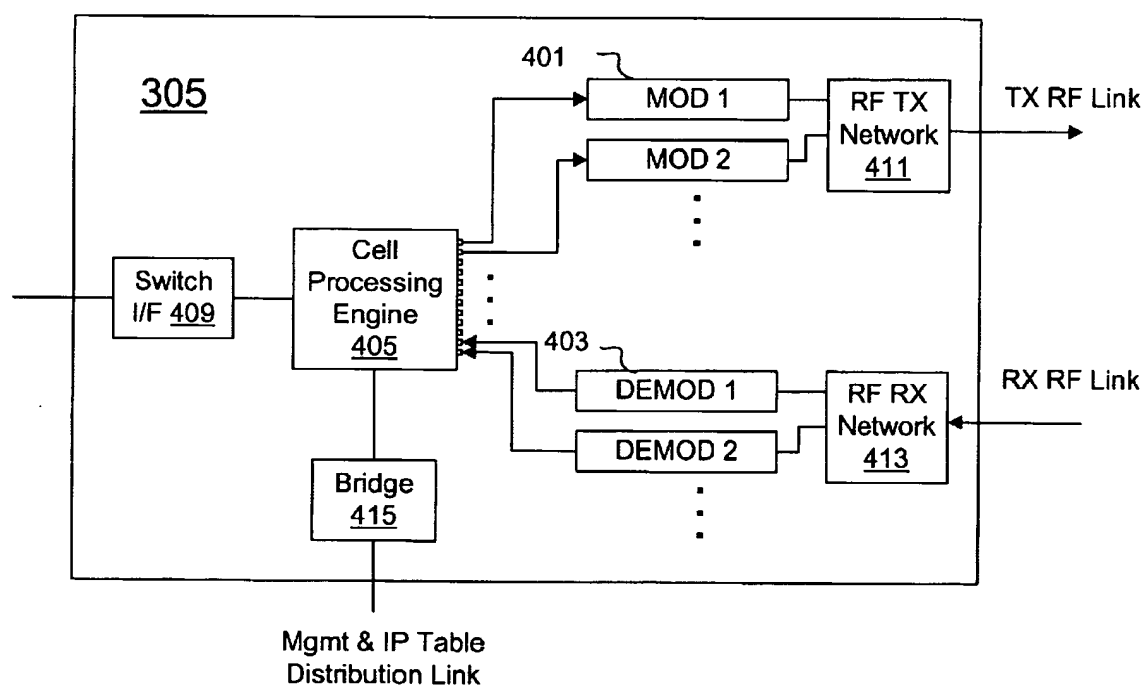 305
401
MOD 1
MOD 2
RF TX
Network
411
TX RF Link
Switch
I/F 409
Cell
Processing
Engine
405
403
DEMOD 1
DEMOD 2
RF RX
Network
413
RX RF Link
Bridge
415
Mgmt & IP Table
Distribution Link